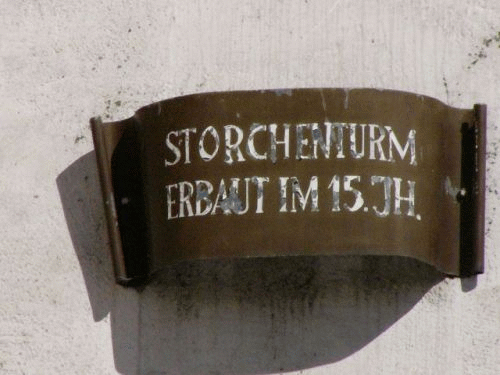 STORCHENTURM
ERBAUT IM 15. JH.